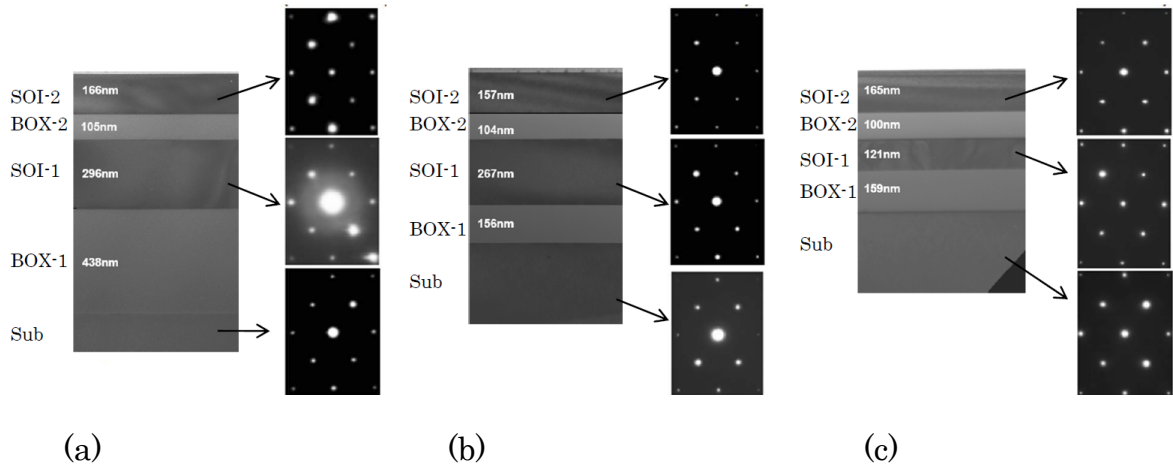 SOI-2
166nm
BOX-2
105nm
SOI-1
296nm
BOX-1
438nm
Sub
(a)
SOI-2
157nm
BOX-2
104nm
SOI-1
267nm
BOX-1
156nm
Sub
(b)
SOI-2
165nm
BOX-2
100nm
SOI-1
121nm
BOX-1
159nm
Sub
(c)